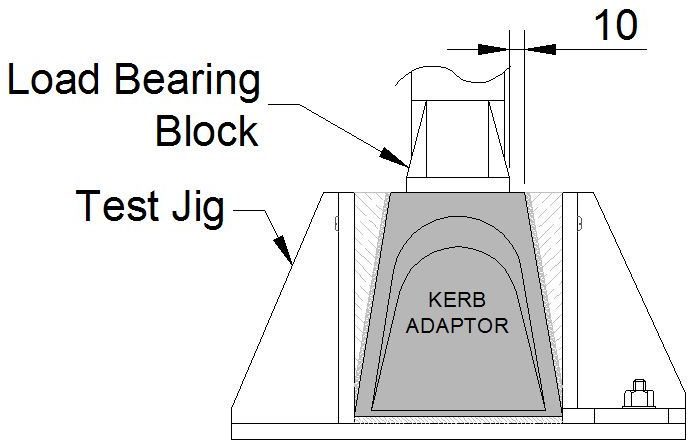 10
Load Bearing
Block
Test Jig
KERB
ADAPTOR